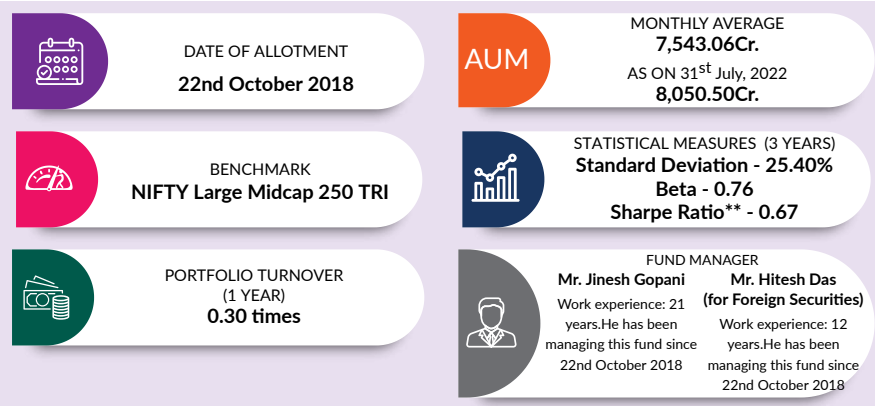 DATE OF ALLOTMENT
22nd October 2018
AUM
MONTHLY AVERAGE
7,543.06Cr.
AS ON 31st July, 2022
8,050.50Cr.
BENCHMARK
NIFTY Large Midcap 250 TRI
STATISTICAL MEASURES (3 YEARS)
Standard Deviation - 25.40%
Beta - 0.76
Sharpe Ratio** - 0.67
PORTFOLIO TURNOVER
(1 YEAR)
0.30 times
FUND MANAGER
Mr. Jinesh Gopani
Work experience: 21
years.He has been
managing this fund since
22nd October 2018
Mr. Hitesh Das
(for Foreign Securities)
Work experience: 12
years.He has been
managing this fund since
22nd October 2018